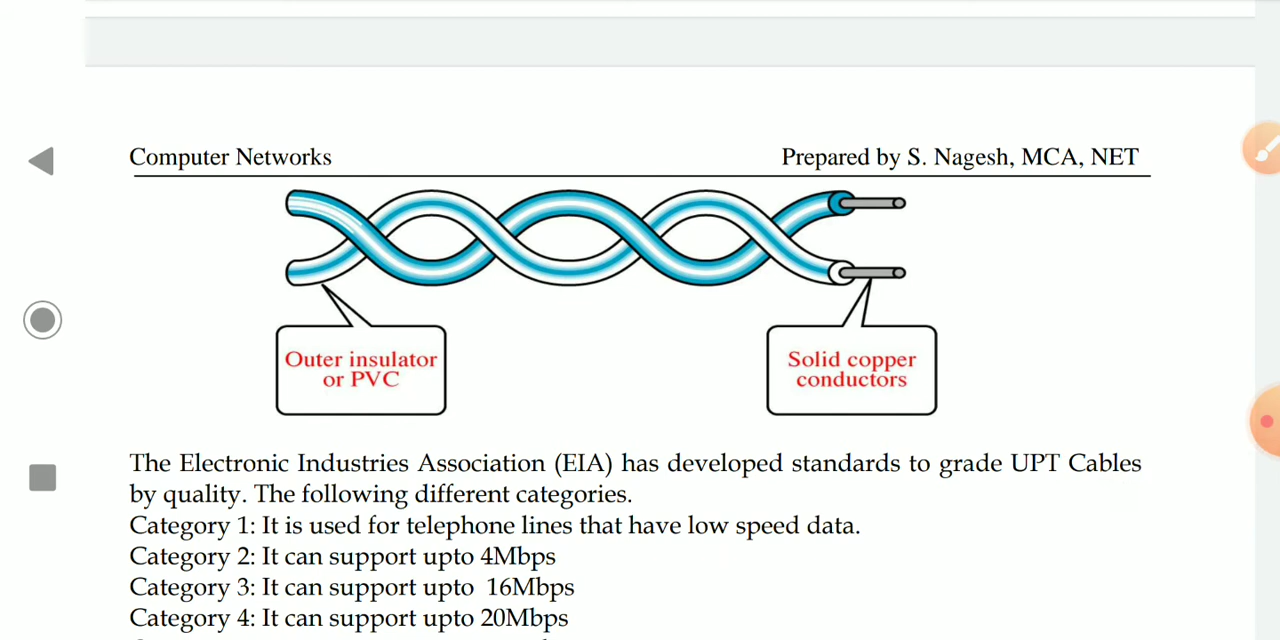 Computer Networks
Prepared by S. Nagesh, MCA, NET
Outer insulator
or PVC
Solid copper
conductors
The Electronic Industries Association (EIA) has developed standards to grade UPT Cables
by quality. The following different categories.
Category 1: It is used for telephone lines that have low speed data.
Category 2: It can support upto 4Mbps
Category 3: It can support upto 16Mbps
Category 4: It can support upto 20Mbps